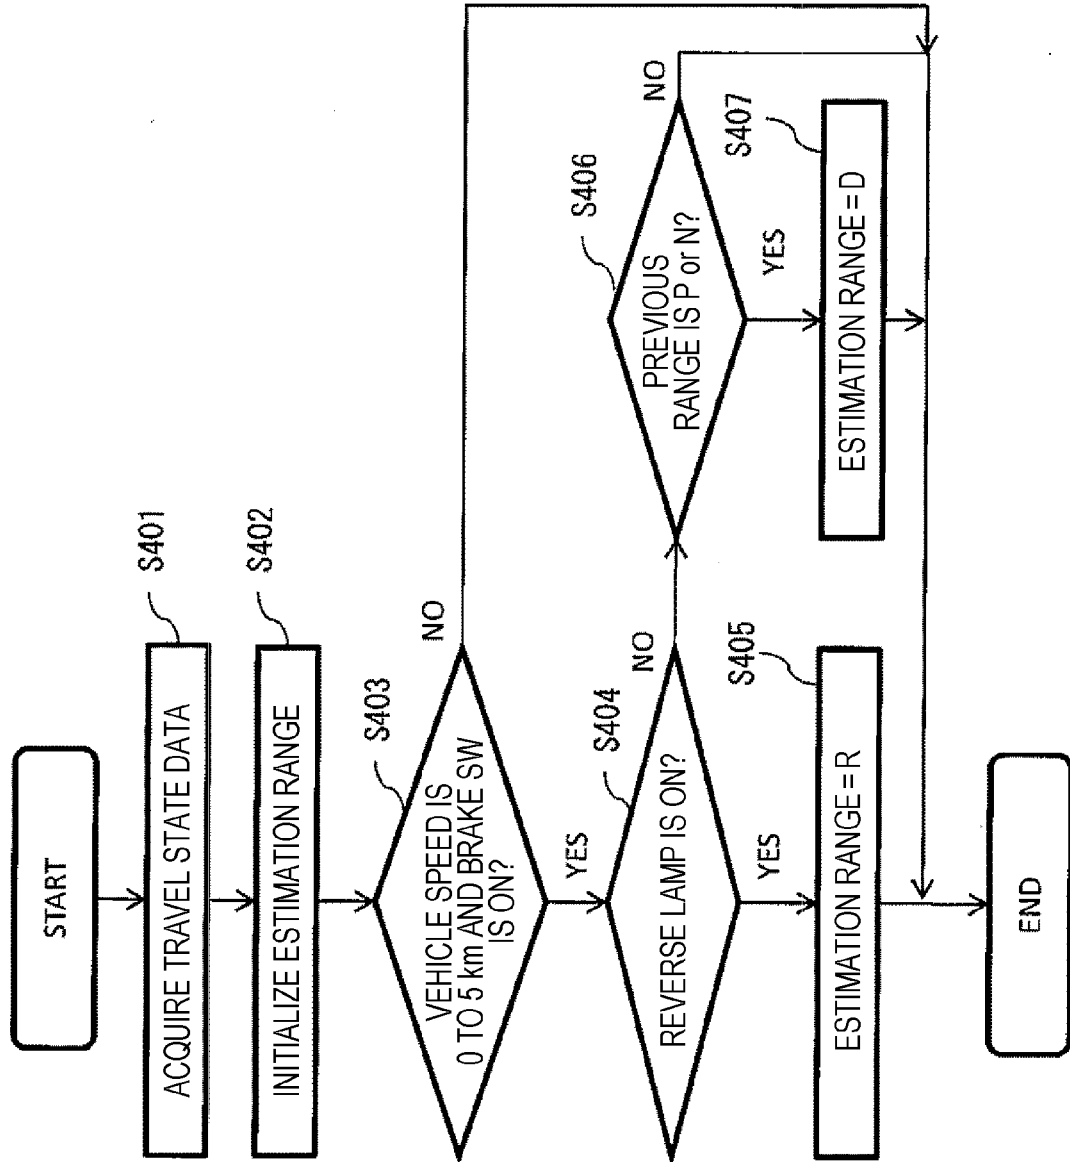 START
S401
ACQUIRE TRAVEL STATE DATA
S402
INITIALIZE ESTIMATION RANGE
S403
VEHICLE SPEED IS
0 TO 5 km AND BRAKE SW
IS ON?
NO
YES
S404
REVERSE LAMP IS ON?
NO
YES
S405
ESTIMATION RANGE = R
S406
PREVIOUS
RANGE IS P or N?
NO
YES
S407
ESTIMATION RANGE = D
END